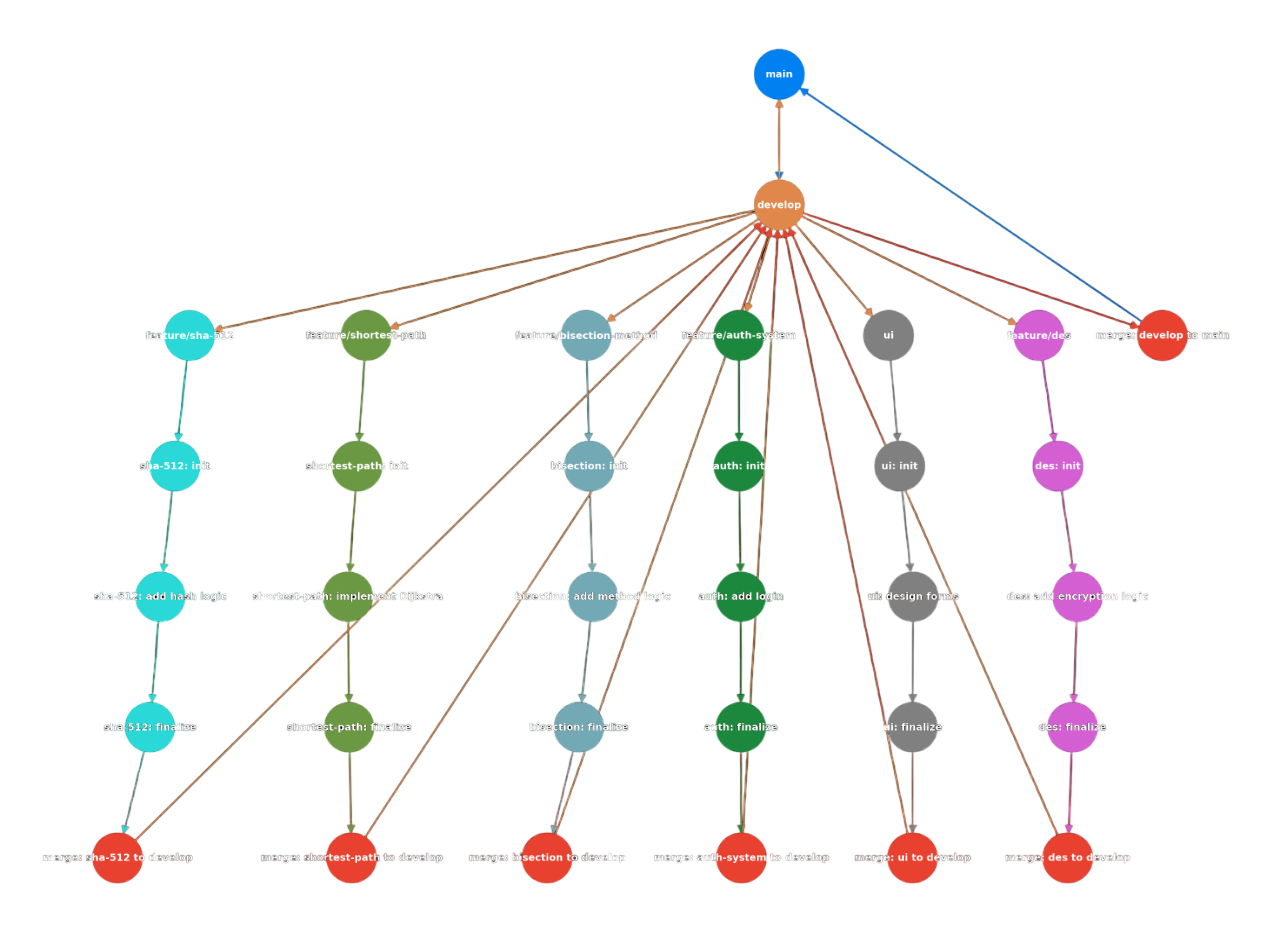 main
develop
feature/sha-512
feature/shortest-path
feature/bisection-method
feature/auth-system
ui
feature/des
merge: develop to main
sha-512: init
shortest-path: init
bisection: init
auth: init
ui: init
des: init
sha-512: add hash logic
shortest-path: implement Dijkstra
bisection: add method logic
auth: add login
ui: design forms
des: add encryption logic
sha-512: finalize
shortest-path: finalize
bisection: finalize
auth: finalize
ui: finalize
des: finalize
merge: sha-512 to develop
merge: shortest-path to develop
merge: bisection to develop
merge: auth-system to develop
merge: ui to develop
merge: des to develop